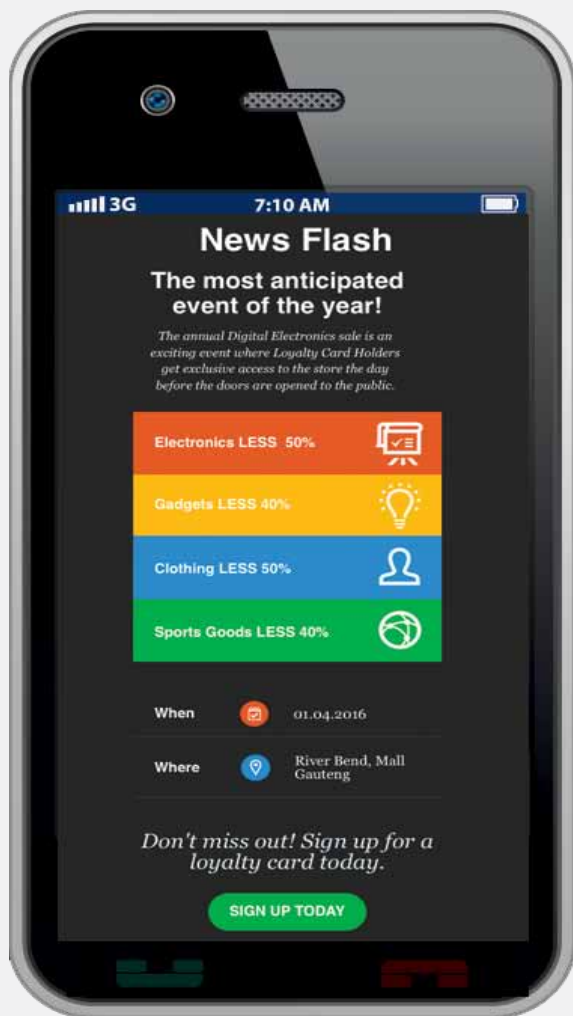 3G 7:10 AM
News Flash
The most anticipated
event of the year!
The annual Digital Electronics sale is an
exciting event where Loyalty Card Holders
get exclusive access to the store the day
before the doors are opened to the public.
Electronics LESS 50%
Gadgets LESS 40%
Clothing LESS 50%
Sports Goods LESS 40%
When 01.04.2016
Where River Bend, Mall
Gauteng
Don't miss out! Sign up for a
loyalty card today.
SIGN UP TODAY